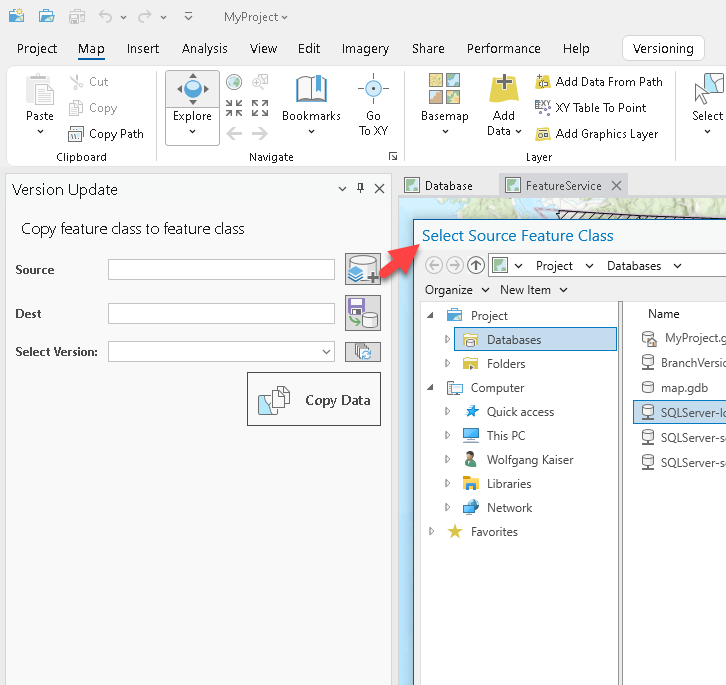 MyProject
Project Map Insert Analysis View Edit Imagery Share Performance Help Versioning
Paste
Cut
Copy
Copy Path
Clipboard
Explore
Bookmarks
Go
To XY
Navigate
Basemap
Add
Data
Add Data From Path
XY Table To Point
Add Graphics Layer
Layer
Select
Version Update
Copy feature class to feature class
Source
Dest
Select Version:
Copy Data
Database
FeatureService
Select Source Feature Class
Project Databases
Organize New Item
Project
Databases
Folders
Computer
Quick access
This PC
Wolfgang Kaiser
Libraries
Network
Favorites
Name
MyProject.g
BranchVersi
map.gdb
SQLServer-lo
SQLServer-s
SQLServer-s